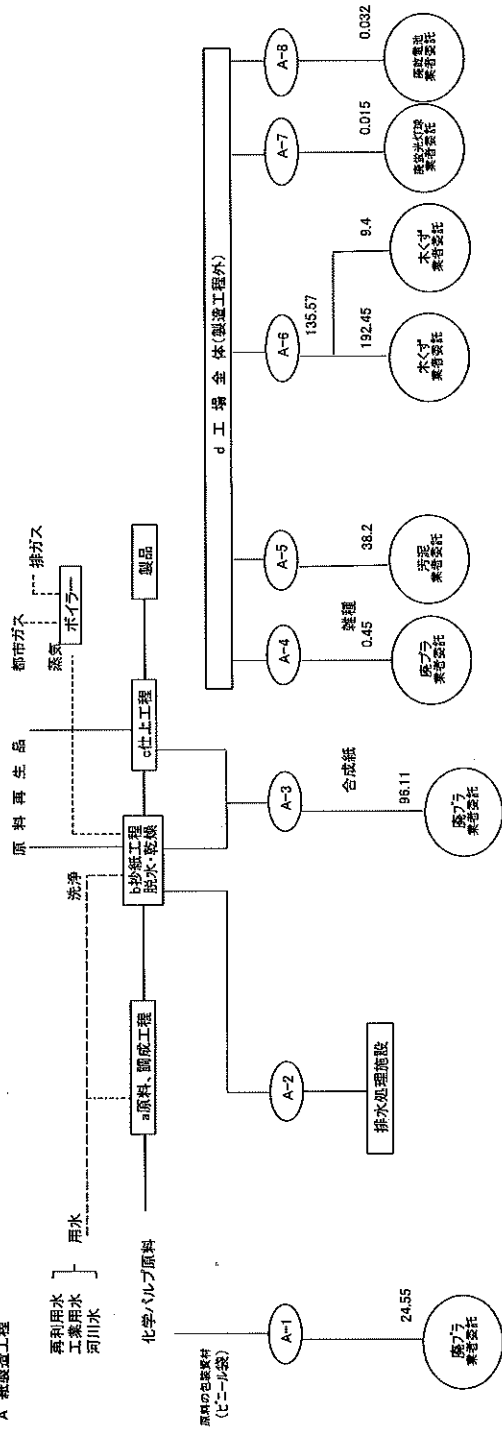 A 紙製造工程
再利用水
工業用水
河川水
用水
洗浄
原料再生品
都市ガス
蒸気
排ガス
ボイラー
化学パルプ原料
a原料、調成工程
b抄紙工程
脱水・乾燥
c仕上工程
製品
原料の包装資材
(ビニール袋)
A-1
24.55
廃プラ
業者委託
A-2
排水処理施設
A-3
合成紙
96.11
廃プラ
業者委託
d 工場全体(製造工程外)
A-4
雑種
0.45
廃プラ
業者委託
A-5
38.2
汚泥
業者委託
A-6
135.57
192.45
木くず
業者委託
9.4
木くず
業者委託
A-7
0.015
廃蛍光灯球
業者委託
A-8
0.032
廃乾電池
業者委託